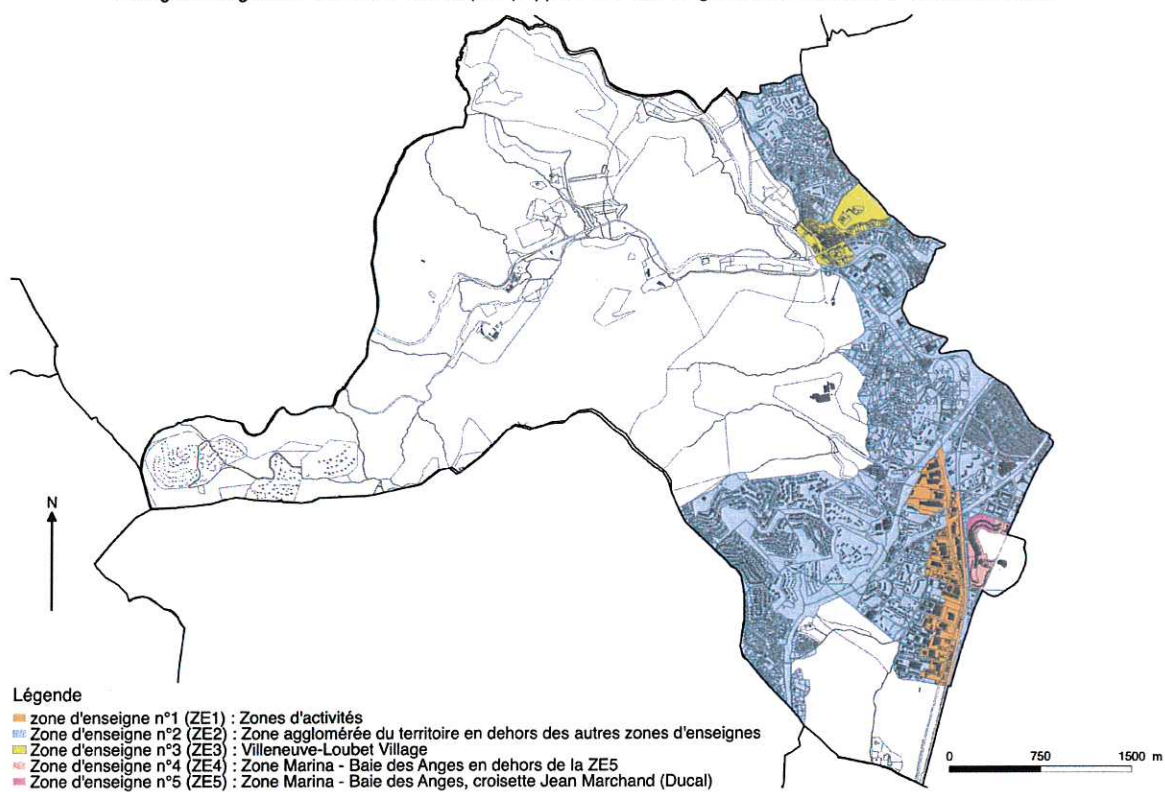 N
Légende
zone d'enseigne n°1 (ZE1) : Zones d'activités
Zone d'enseigne n°2 (ZE2) : Zone agglomérée du territoire en dehors des autres zones d'enseignes
Zone d'enseigne n°3 (ZE3) : Villeneuve-Loubet Village
Zone d'enseigne n°4 (ZE4) : Zone Marina - Baie des Anges en dehors de la ZE5
Zone d'enseigne n°5 (ZE5) : Zone Marina - Baie des Anges, croisette Jean Marchand (Ducal)
0 750 1500 m